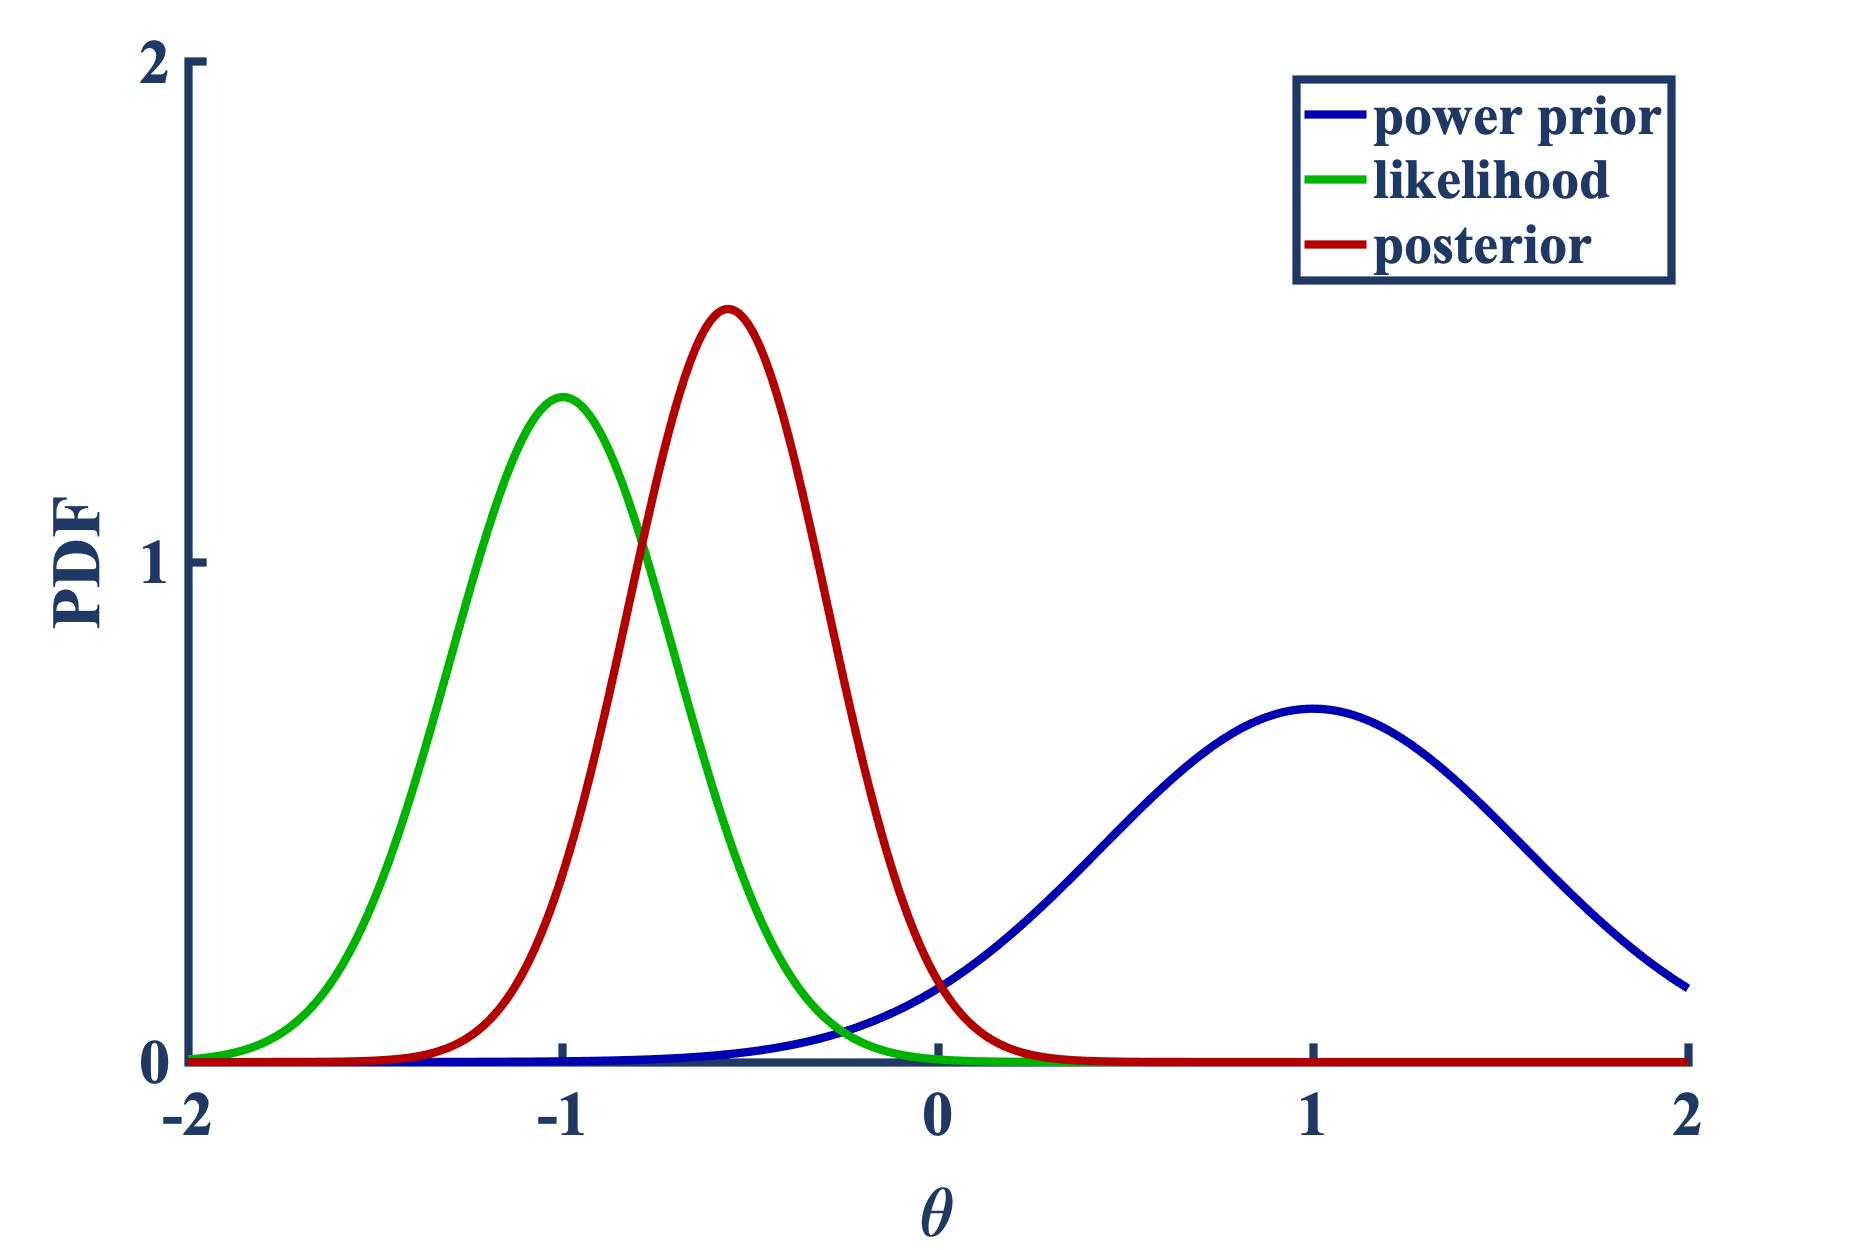 2
power prior
likelihood
posterior
PDF
1
0
-2 -1 0 1 2
θ